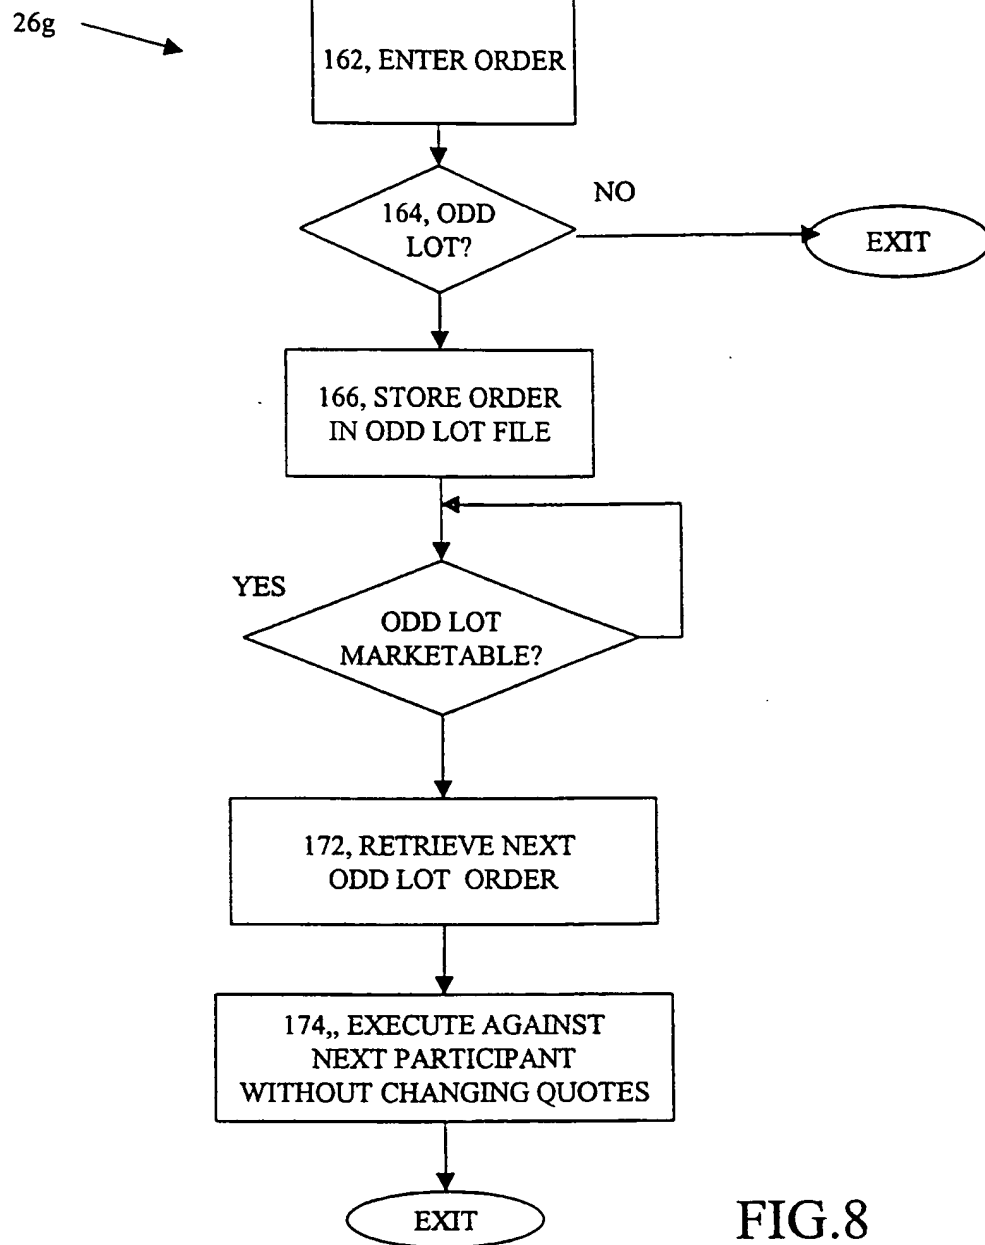 26g
162, ENTER ORDER
164, ODD
LOT?
NO
EXIT
166, STORE ORDER
IN ODD LOT FILE
YES
ODD LOT
MARKETABLE?
172, RETRIEVE NEXT
ODD LOT ORDER
174,, EXECUTE AGAINST
NEXT PARTICIPANT
WITHOUT CHANGING QUOTES
EXIT
FIG.8